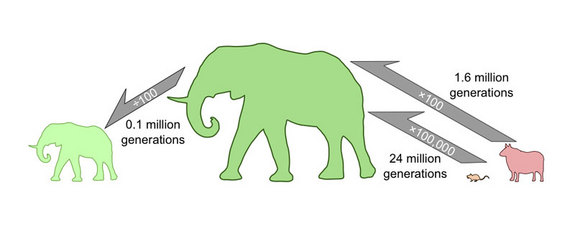 ÷100
0.1 million
generations
1.6 million
generations
×100
×100,000
24 million
generations